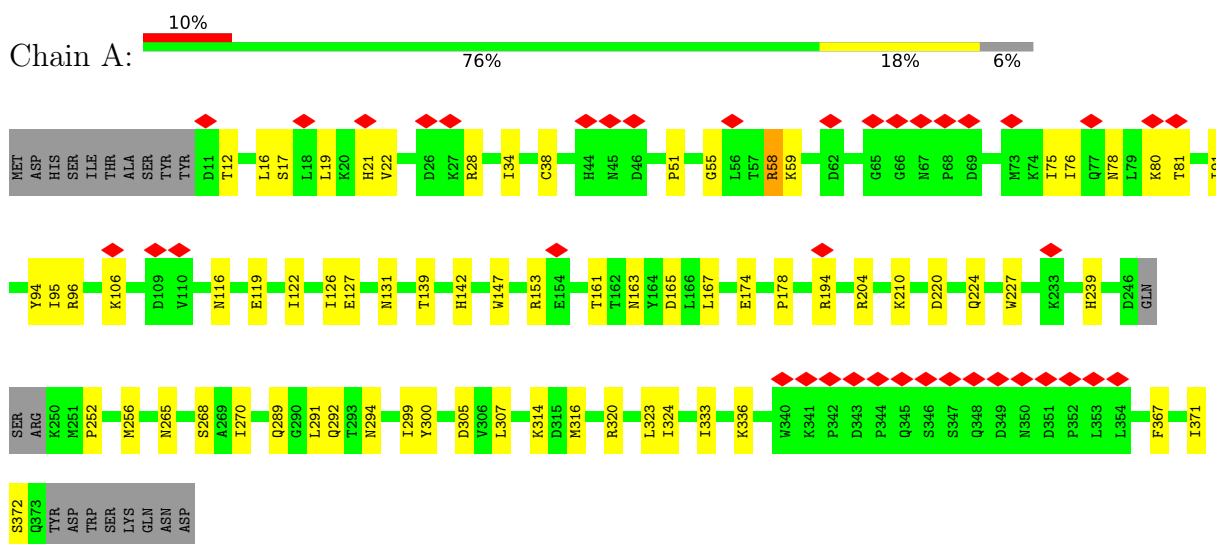 10%
Chain A:
76% 18% 6%
MET ASP HIS SER ILE THR ALA SER TYR TYR D11 T12 L16 S17 L18 L19 K20 H21 V22 D26 K27 R28 I34 C38 H44 N45 D46 P51 G55 L56 T57 R58 K59 D62 G65 G66 N67 P68 D69 M73 K74 I75 I76 Q77 N78 L79 K80 T81
Y94 I95 R96 K106 D109 V110 N116 E119 I122 I126 E127 N131 T139 H142 W147 R153 E154 T161 T162 N163 Y164 D165 L166 L167 E174 P178 R194 R204 K210 D220 Q224 W227 K233 H239 D246 GLN
SER ARG K250 M251 P252 M256 N265 S268 A269 I270 Q289 G290 L291 Q292 T293 N294 I299 Y300 D305 V306 L307 K314 D315 M316 R320 L323 I324 I333 K336 W340 K341 P342 D343 P344 Q345 S346 S347 Q348 D349 N350 D351 P352 L353 L354 F367 I371
S372 Q373 TYR ASP TRP SER LYS GLN ASN ASP